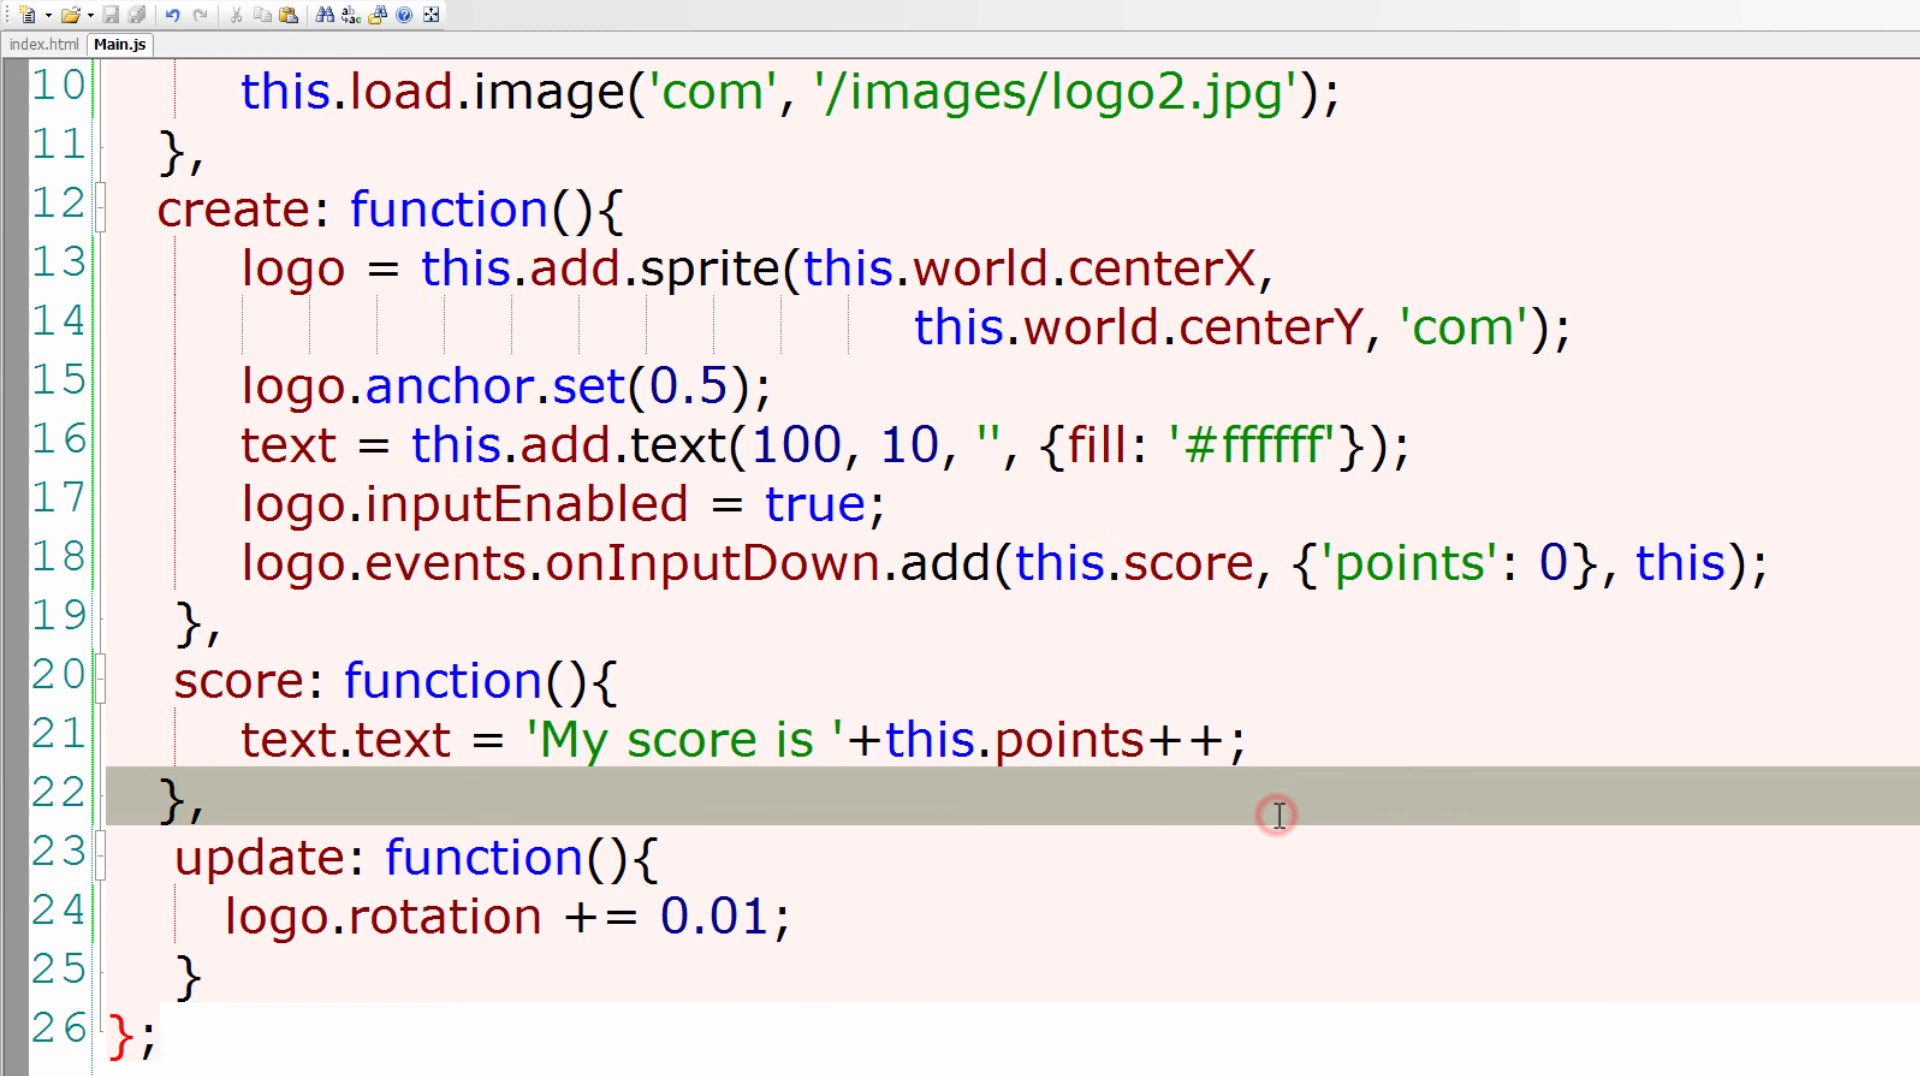 index.html Main.js
10 this.load.image('com', '/images/logo2.jpg');
11 },
12 create: function(){
13 logo = this.add.sprite(this.world.centerX,
14 this.world.centerY, 'com');
15 logo.anchor.set(0.5);
16 text = this.add.text(100, 10, '', {fill: '#ffffff'});
17 logo.inputEnabled = true;
18 logo.events.onInputDown.add(this.score, {'points': 0}, this);
19 },
20 score: function(){
21 text.text = 'My score is '+this.points++;
22 },
23 update: function(){
24 logo.rotation += 0.01;
25 }
26 };